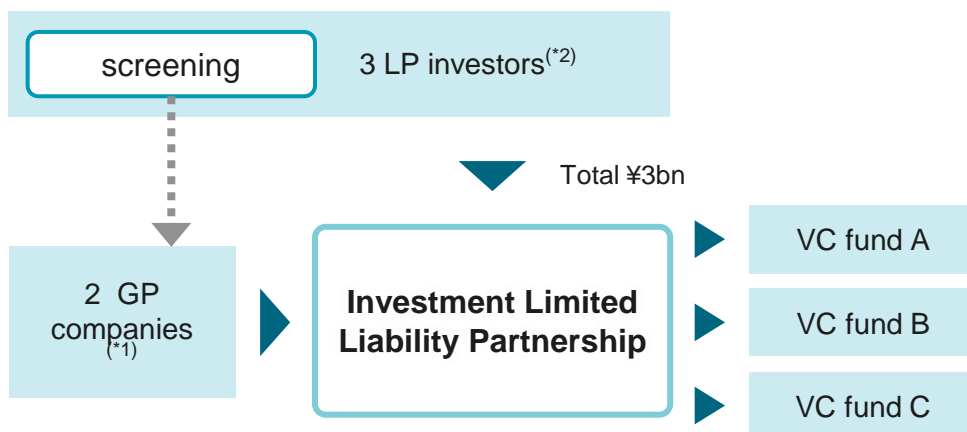 screening
3 LP investors(*2)
Total ¥3bn
2 GP
companies
(*1)
Investment Limited
Liability Partnership
VC fund A
VC fund B
VC fund C